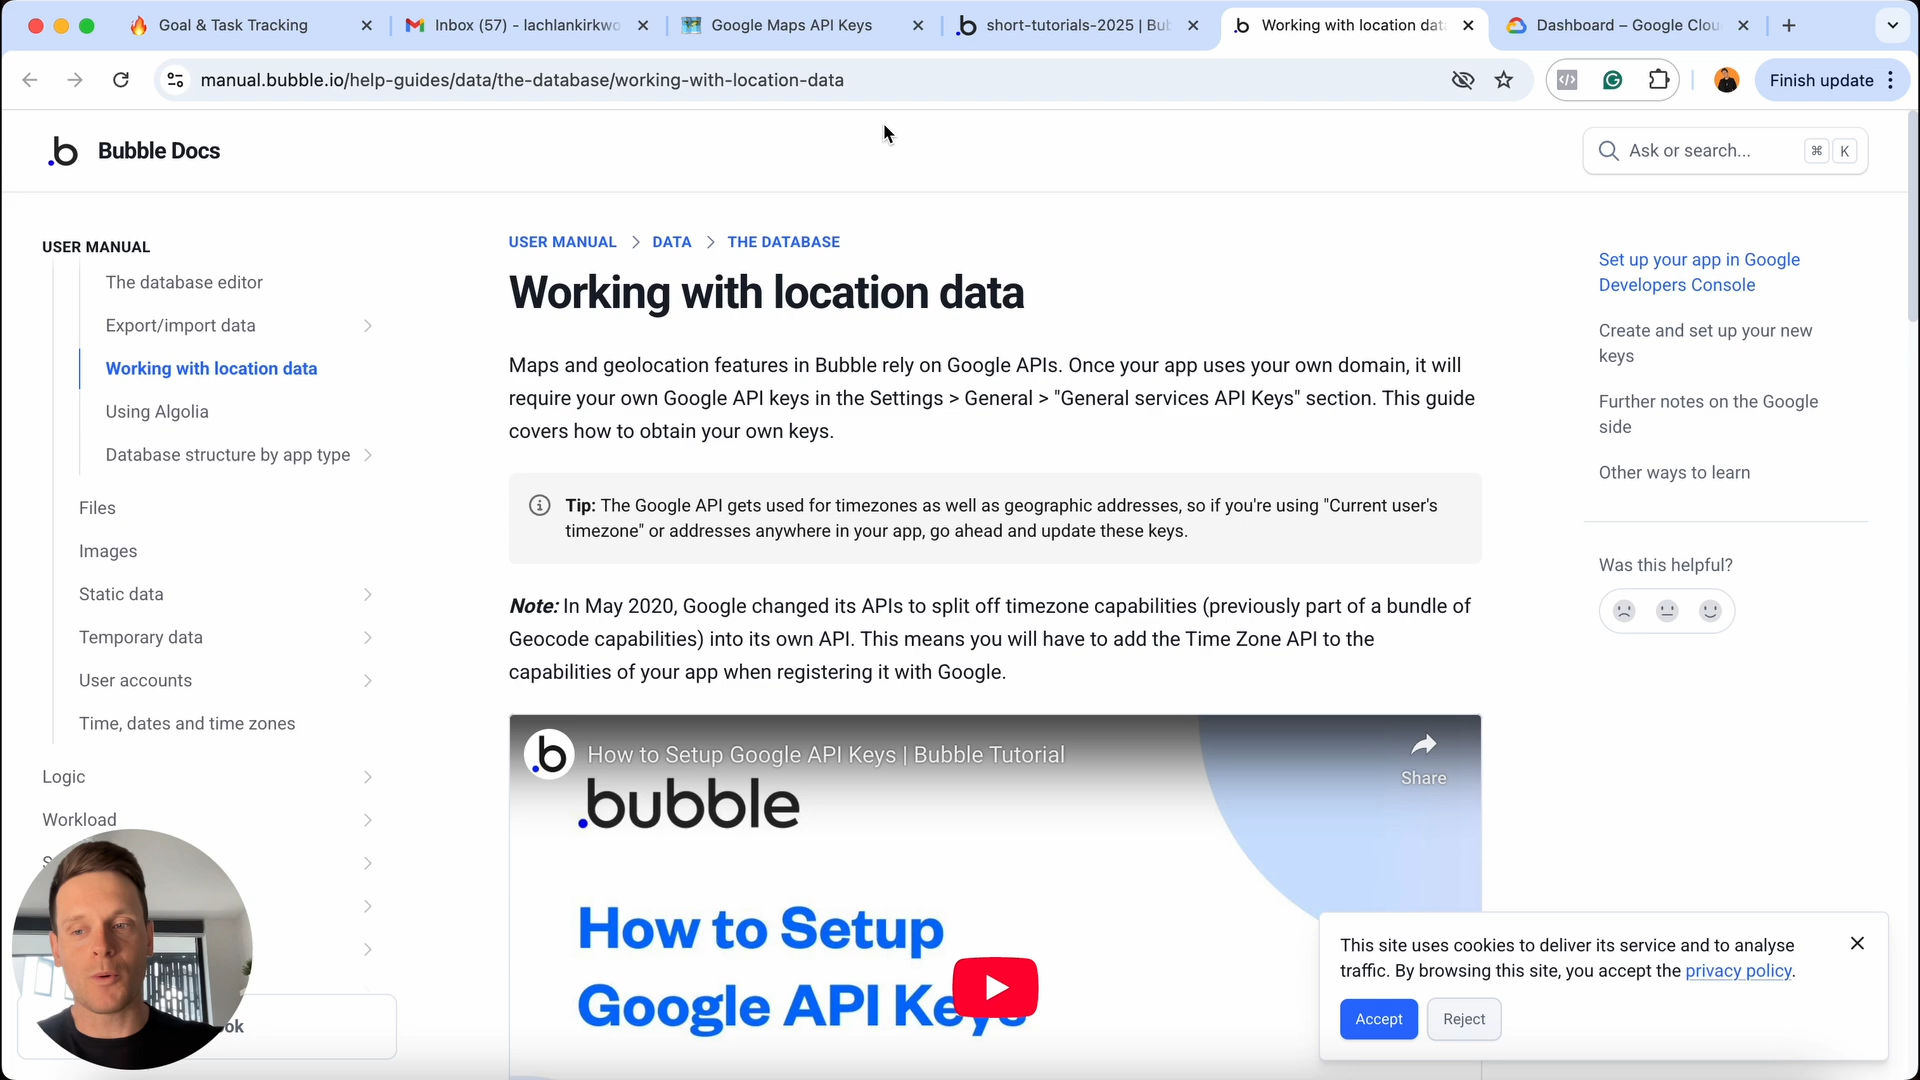 Goal & Task Tracking
Inbox (57) - lachlankirkwo
Google Maps API Keys
short-tutorials-2025 | Bub
Working with location dat
Dashboard – Google Clou
manual.bubble.io/help-guides/data/the-database/working-with-location-data
Finish update
b Bubble Docs
Ask or search...
⌘ K
USER MANUAL
The database editor
Export/import data
Working with location data
Using Algolia
Database structure by app type
Files
Images
Static data
Temporary data
User accounts
Time, dates and time zones
Logic
Workload
ok
USER MANUAL > DATA > THE DATABASE
Working with location data
Maps and geolocation features in Bubble rely on Google APIs. Once your app uses your own domain, it will
require your own Google API keys in the Settings > General > "General services API Keys" section. This guide
covers how to obtain your own keys.
Tip: The Google API gets used for timezones as well as geographic addresses, so if you're using "Current user's
timezone" or addresses anywhere in your app, go ahead and update these keys.
Note: In May 2020, Google changed its APIs to split off timezone capabilities (previously part of a bundle of
Geocode capabilities) into its own API. This means you will have to add the Time Zone API to the
capabilities of your app when registering it with Google.
How to Setup Google API Keys | Bubble Tutorial
Share
.bubble
How to Setup
Google API Keys
Set up your app in Google
Developers Console
Create and set up your new
keys
Further notes on the Google
side
Other ways to learn
Was this helpful?
This site uses cookies to deliver its service and to analyse
traffic. By browsing this site, you accept the privacy policy.
Accept
Reject